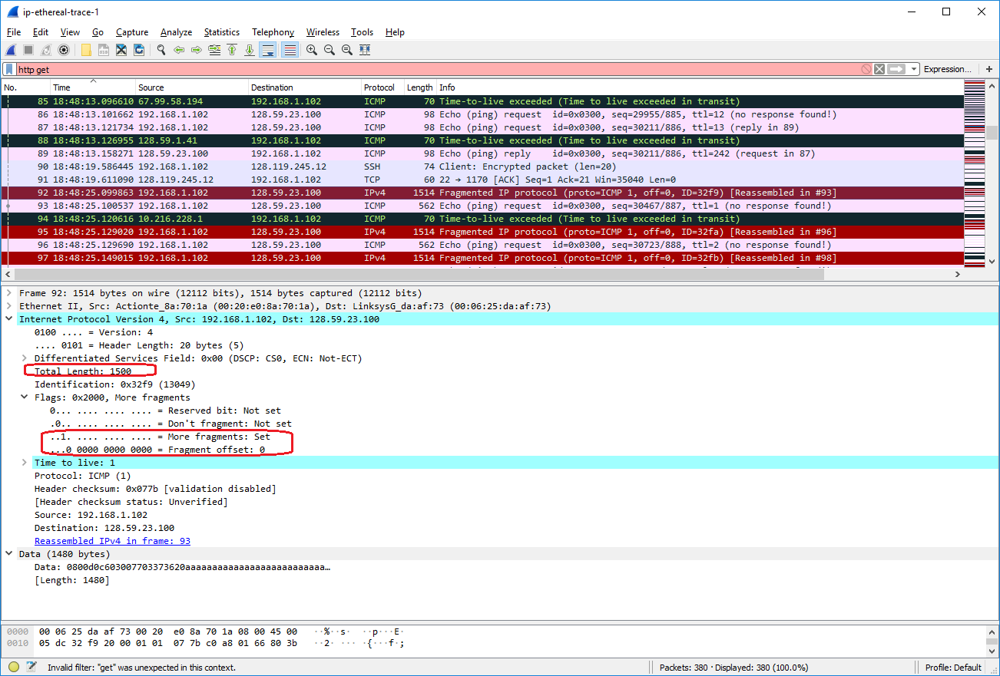 ip-ethereal-trace-1
File Edit View Go Capture Analyze Statistics Telephony Wireless Tools Help
http get Expression... +
No. Time Source Destination Protocol Length Info
85 18:48:13.096610 67.99.58.194 192.168.1.102 ICMP 70 Time-to-live exceeded (Time to live exceeded in transit)
86 18:48:13.101662 192.168.1.102 128.59.23.100 ICMP 98 Echo (ping) request id=0x0300, seq=29955/885, ttl=12 (no response found!)
87 18:48:13.121734 192.168.1.102 128.59.23.100 ICMP 98 Echo (ping) request id=0x0300, seq=30211/886, ttl=13 (reply in 89)
88 18:48:13.126955 128.59.1.41 192.168.1.102 ICMP 70 Time-to-live exceeded (Time to live exceeded in transit)
89 18:48:13.158271 128.59.23.100 192.168.1.102 ICMP 98 Echo (ping) reply id=0x0300, seq=30211/886, ttl=242 (request in 87)
90 18:48:19.586445 192.168.1.102 128.119.245.12 SSH 74 Client: Encrypted packet (len=20)
91 18:48:19.611090 128.119.245.12 192.168.1.102 TCP 60 22 → 1170 [ACK] Seq=1 Ack=21 Win=35040 Len=0
92 18:48:25.099863 192.168.1.102 128.59.23.100 IPv4 1514 Fragmented IP protocol (proto=ICMP 1, off=0, ID=32f9) [Reassembled in #93]
93 18:48:25.100537 192.168.1.102 128.59.23.100 ICMP 562 Echo (ping) request id=0x0300, seq=30467/887, ttl=1 (no response found!)
94 18:48:25.120616 10.216.228.1 192.168.1.102 ICMP 70 Time-to-live exceeded (Time to live exceeded in transit)
95 18:48:25.129020 192.168.1.102 128.59.23.100 IPv4 1514 Fragmented IP protocol (proto=ICMP 1, off=0, ID=32fa) [Reassembled in #96]
96 18:48:25.129690 192.168.1.102 128.59.23.100 ICMP 562 Echo (ping) request id=0x0300, seq=30723/888, ttl=2 (no response found!)
97 18:48:25.149015 192.168.1.102 128.59.23.100 IPv4 1514 Fragmented IP protocol (proto=ICMP 1, off=0, ID=32fb) [Reassembled in #98]
Frame 92: 1514 bytes on wire (12112 bits), 1514 bytes captured (12112 bits)
Ethernet II, Src: Actionte_8a:70:1a (00:20:e0:8a:70:1a), Dst: LinksysG_da:af:73 (00:06:25:da:af:73)
Internet Protocol Version 4, Src: 192.168.1.102, Dst: 128.59.23.100
0100 .... = Version: 4
.... 0101 = Header Length: 20 bytes (5)
Differentiated Services Field: 0x00 (DSCP: CS0, ECN: Not-ECT)
Total Length: 1500
Identification: 0x32f9 (13049)
Flags: 0x2000, More fragments
0... .... .... .... = Reserved bit: Not set
.0.. .... .... .... = Don't fragment: Not set
..1. .... .... .... = More fragments: Set
...0 0000 0000 0000 = Fragment offset: 0
Time to live: 1
Protocol: ICMP (1)
Header checksum: 0x077b [validation disabled]
[Header checksum status: Unverified]
Source: 192.168.1.102
Destination: 128.59.23.100
Reassembled IPv4 in frame: 93
Data (1480 bytes)
Data: 0800d0c603007703373620aaaaaaaaaaaaaaaaaaaaaaaaaa…
[Length: 1480]
0000 00 06 25 da af 73 00 20 e0 8a 70 1a 08 00 45 00 ··%··s· ··p···E·
0010 05 dc 32 f9 20 00 01 01 07 7b c0 a8 01 66 80 3b ··2· ··· ·{···f·;
Invalid filter: "get" was unexpected in this context. Packets: 380 · Displayed: 380 (100.0%) Profile: Default